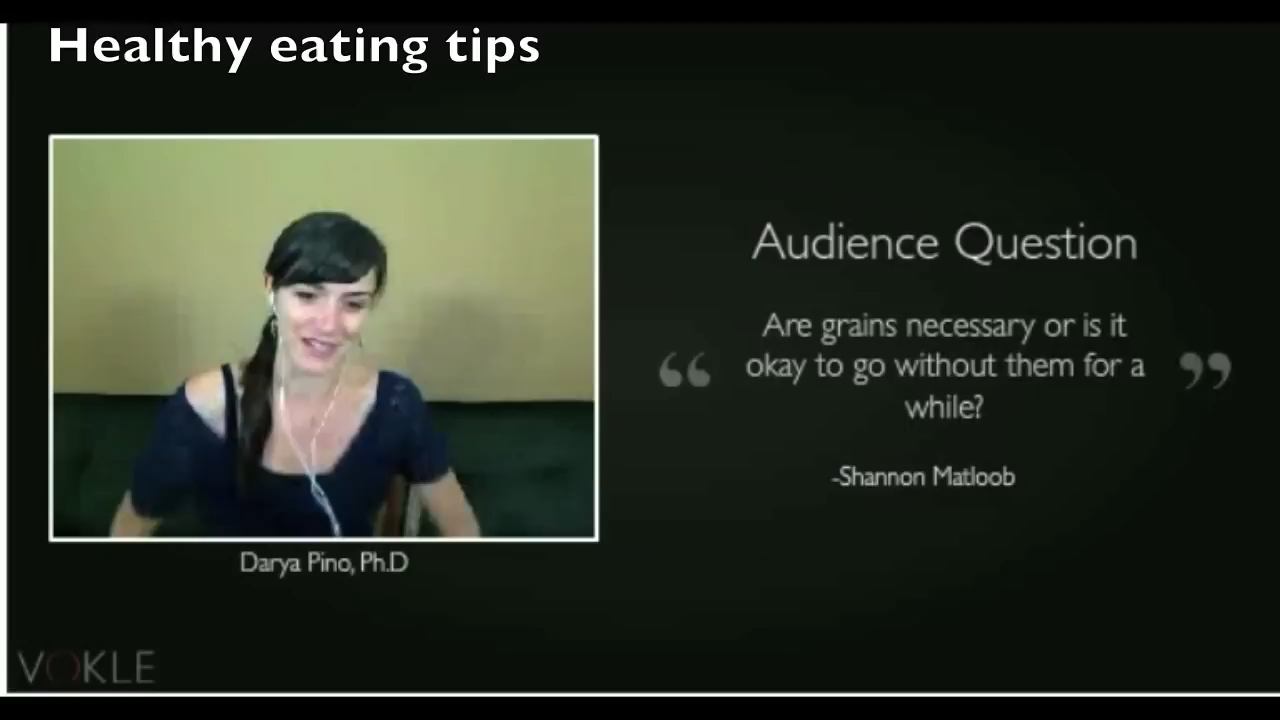 Healthy eating tips
Audience Question
“ Are grains necessary or is it
okay to go without them for a
while? ”
-Shannon Matloob
Darya Pino, Ph.D
VOKLE